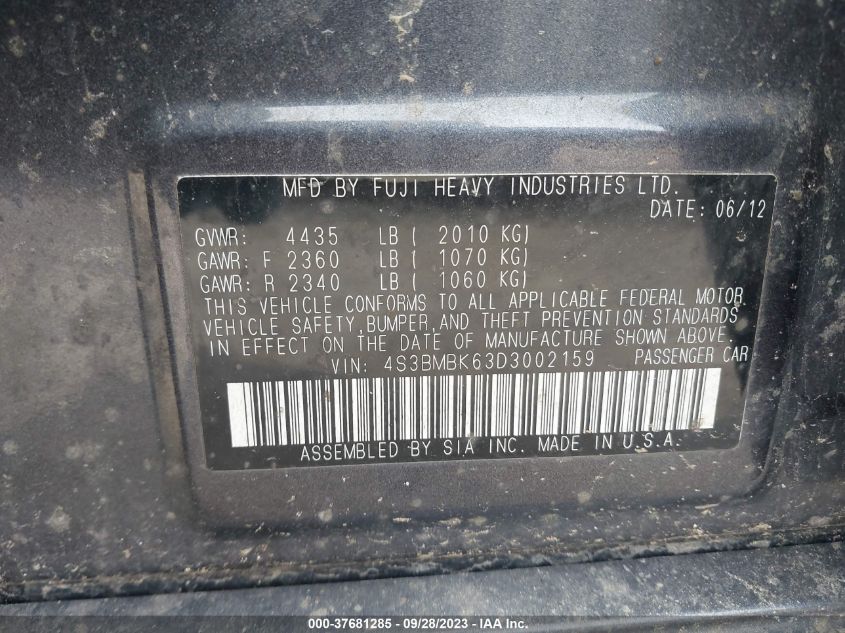 MFD BY FUJI HEAVY INDUSTRIES LTD.
DATE: 06/12
GVWR: 4435 LB ( 2010 KG)
GAWR: F 2360 LB ( 1070 KG)
GAWR: R 2340 LB ( 1060 KG)
THIS VEHICLE CONFORMS TO ALL APPLICABLE FEDERAL MOTOR
VEHICLE SAFETY, BUMPER, AND THEFT PREVENTION STANDARDS
IN EFFECT ON THE DATE OF MANUFACTURE SHOWN ABOVE.
VIN: 4S3BMBK63D3002159 PASSENGER CAR
ASSEMBLED BY SIA INC. MADE IN U.S.A.
000-37681285 - 09/28/2023 - IAA Inc.